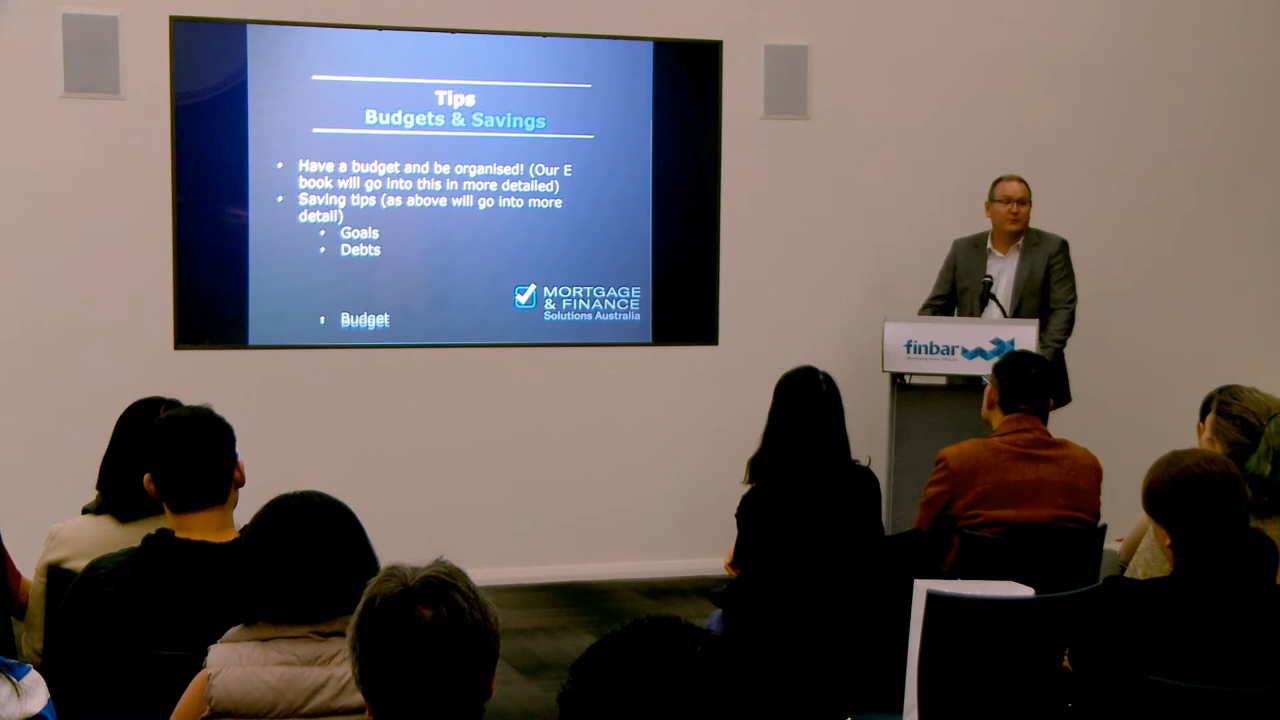 Tips
Budgets & Savings
• Have a budget and be organised! (Our E
book will go into this in more detailed)
• Saving tips (as above will go into more
detail)
• Goals
• Debts
• Budget
MORTGAGE
& FINANCE
Solutions Australia
finbar